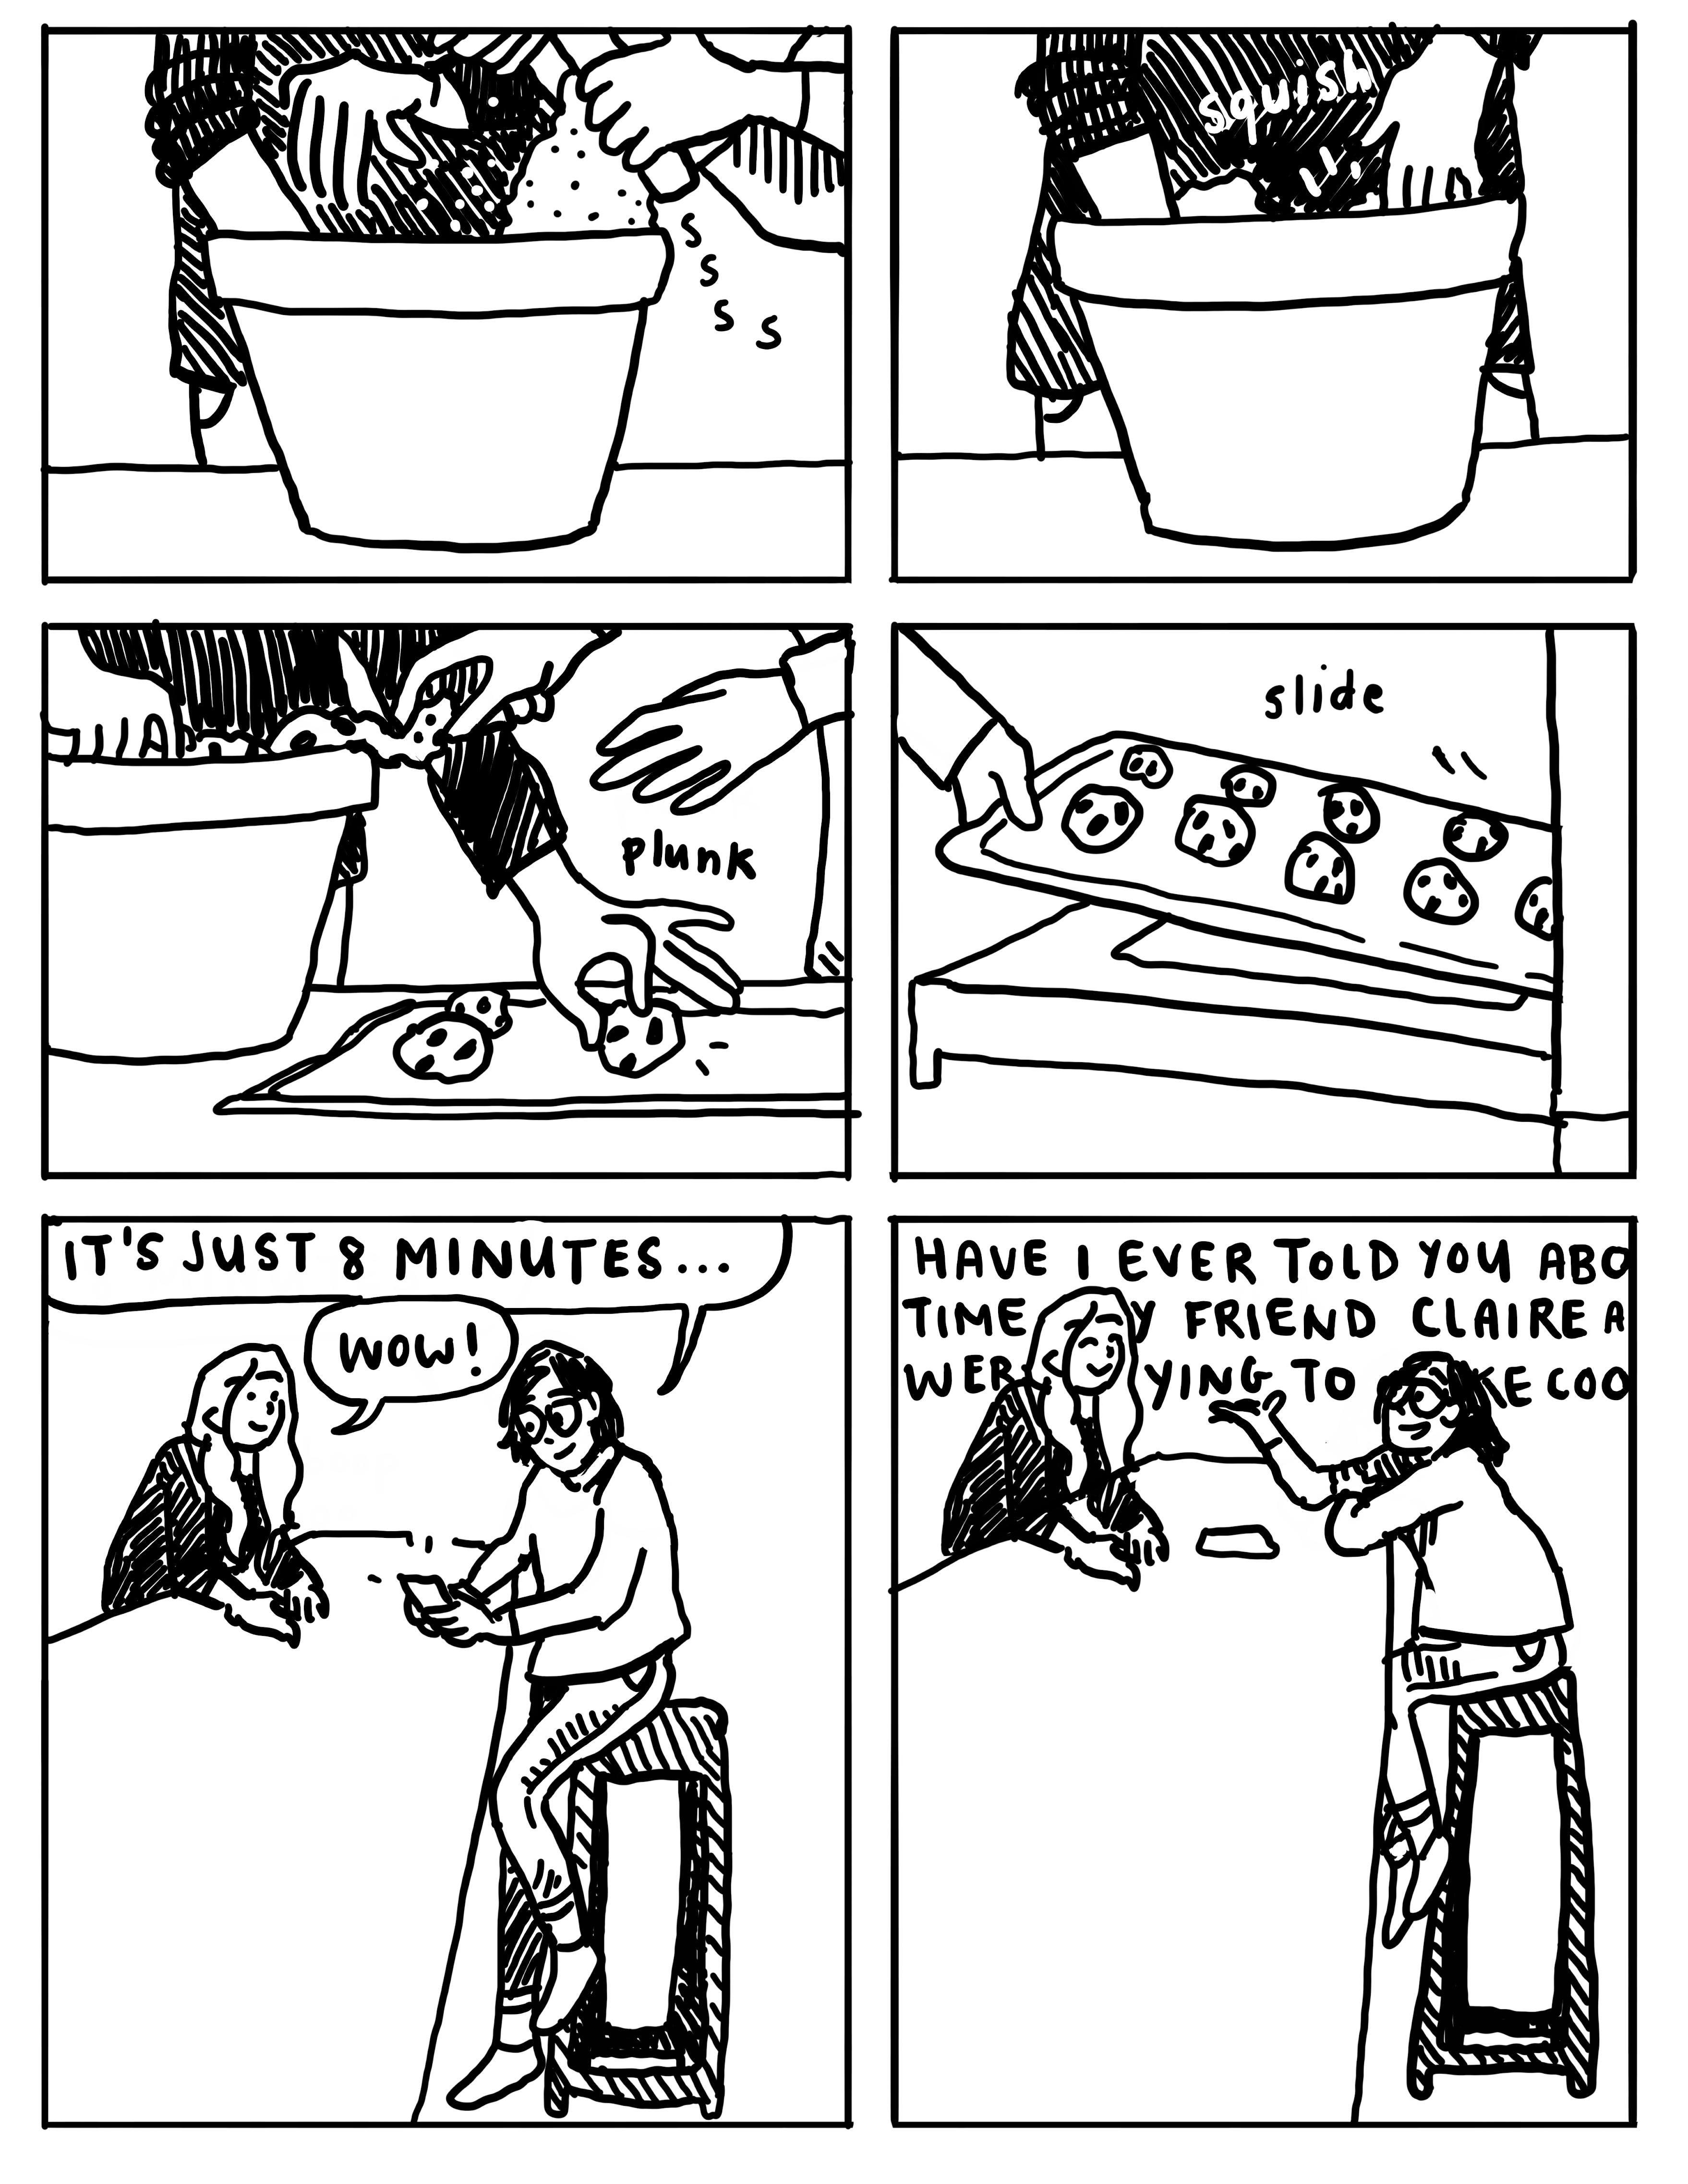 s
s
s
s
squish
plunk
slide
IT'S JUST 8 MINUTES...
WOW!
HAVE I EVER TOLD YOU ABO
TIME Y FRIEND CLAIRE A
WER YING TO KE COO